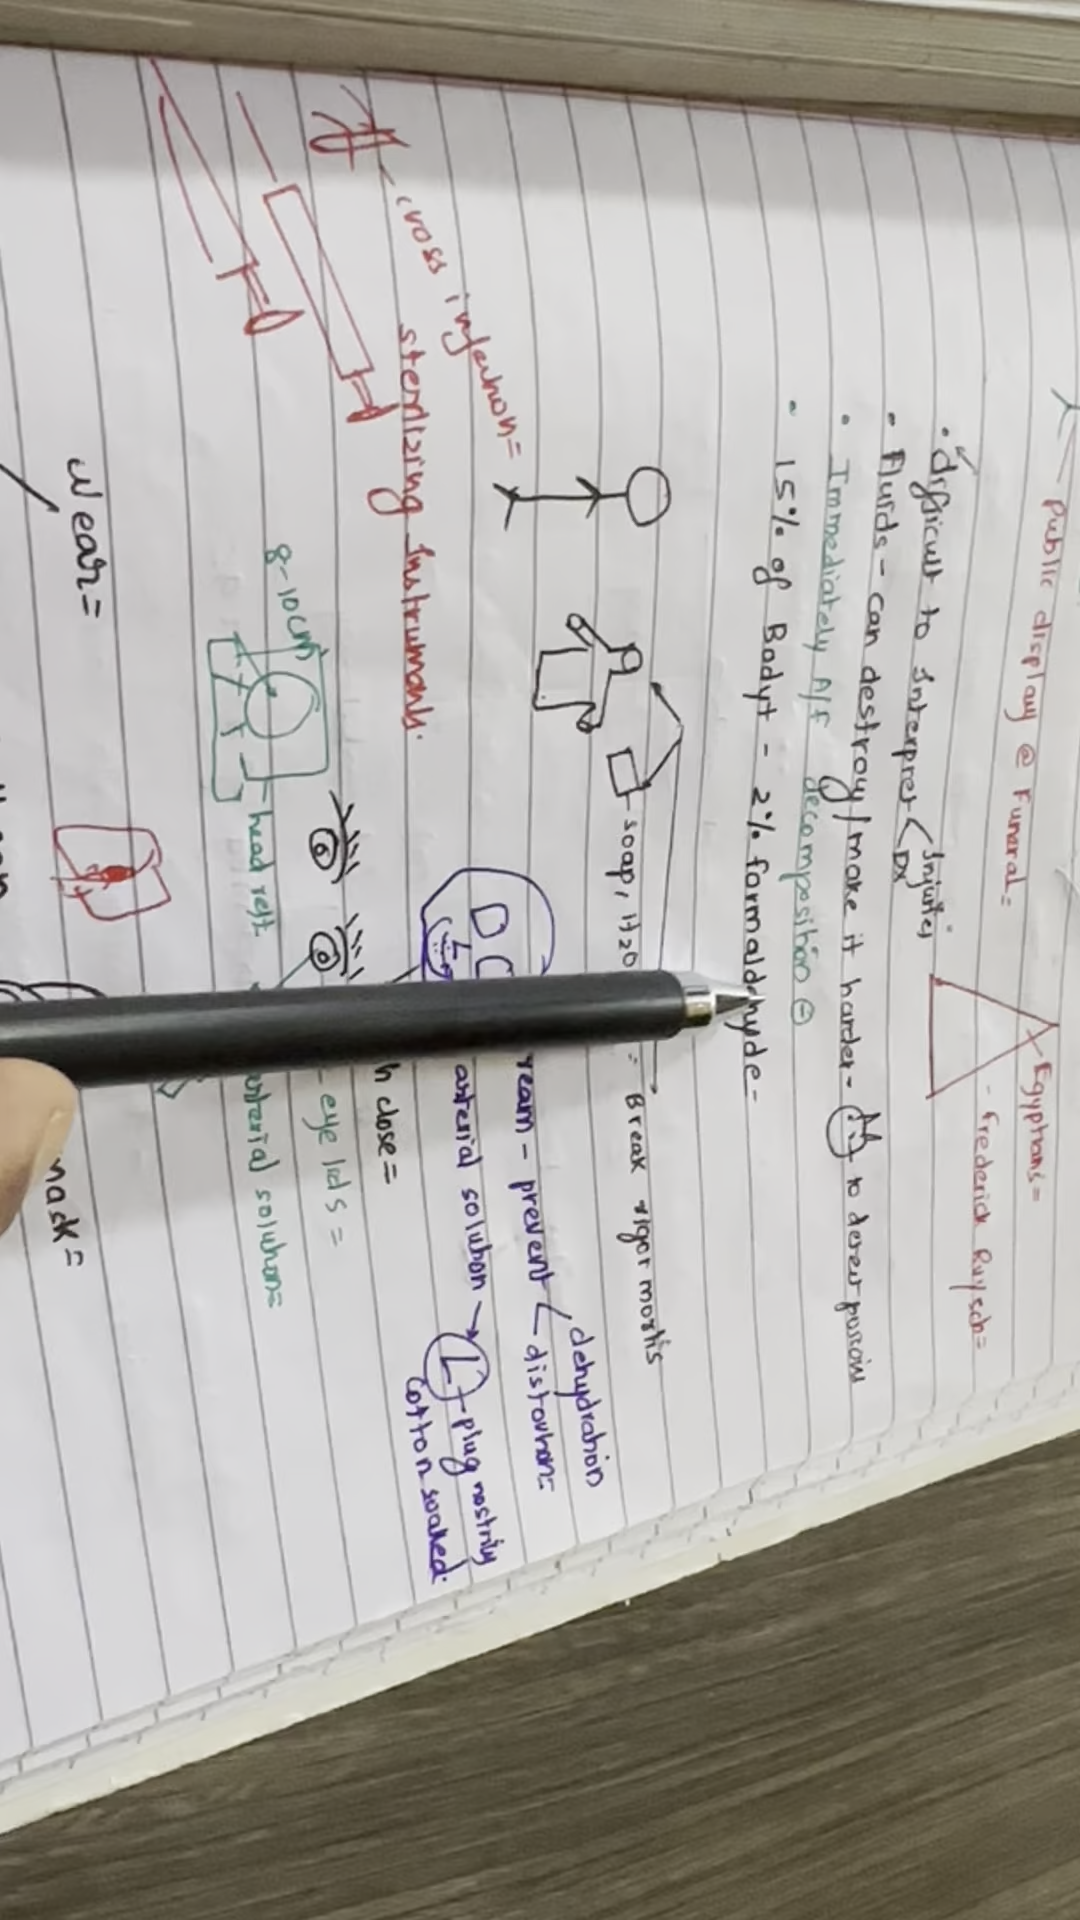 Public display @ Funeral =
Egyptians =
- Frederick Ruysch =
• difficult to Interpret < Injuries
DX
• Fluids - can destroy / make it harder - to detect poisons
• Immediately A/f decomposition ⊖
• 15% of Body - 2% formaldehyde -
soap, H2O
= Break rigor mortis
cross infection =
sterilizing Instruments.
ream - prevent < dehydration
distortion =
arterial solution → L - plug nostrils
cotton soaked.
h close =
- eye lids =
8-10cm
head rest
arterial solution =
wear =
mask =